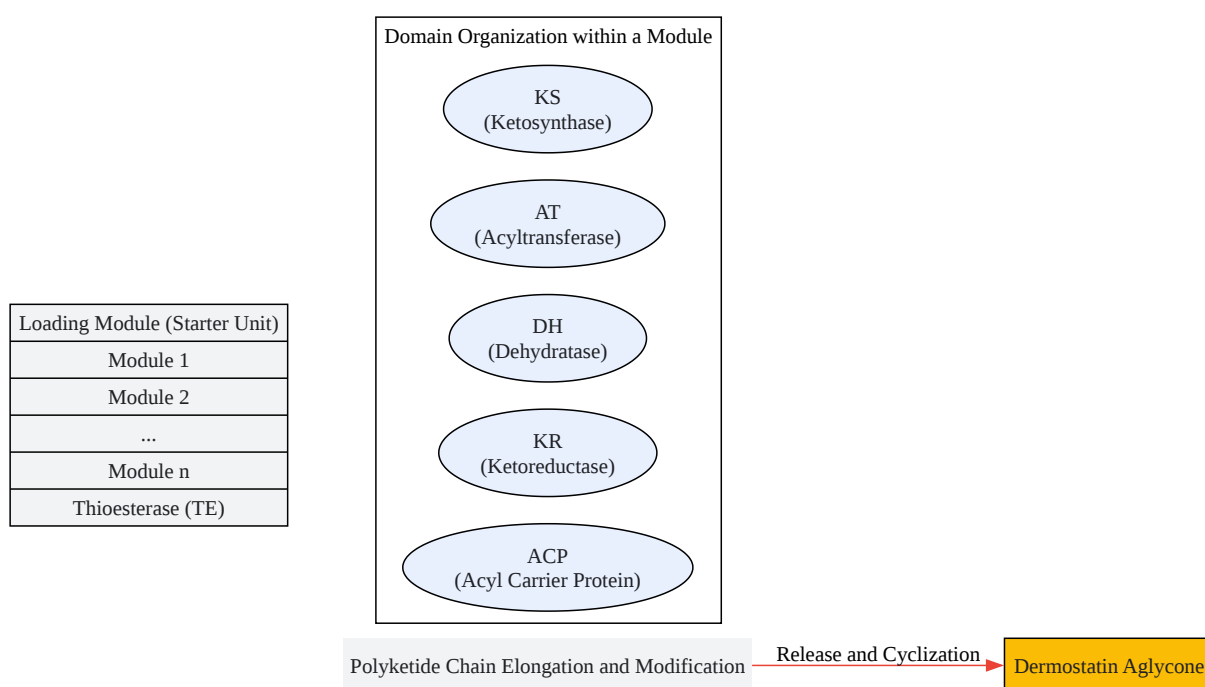 Domain Organization within a Module
KS
(Ketosynthase)
AT
(Acyltransferase)
DH
(Dehydratase)
KR
(Ketoreductase)
ACP
(Acyl Carrier Protein)
Loading Module (Starter Unit)
Module 1
Module 2
...
Module n
Thioesterase (TE)
Polyketide Chain Elongation and Modification
Release and Cyclization
Dermostatin Aglycone